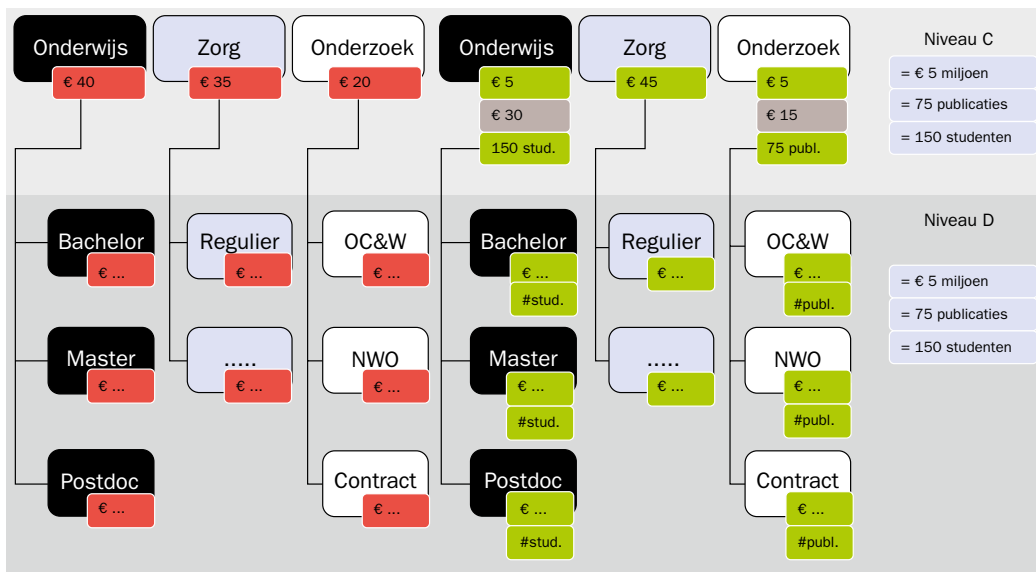 Onderwijs
€ 40
Zorg
€ 35
Onderzoek
€ 20
Onderwijs
€ 5
€ 30
150 stud.
Zorg
€ 45
Onderzoek
€ 5
€ 15
75 publ.
Niveau C
= € 5 miljoen
= 75 publicaties
= 150 studenten
Bachelor
€ ...
Regulier
€ ...
OC&W
€ ...
Bachelor
€ ...
#stud.
Regulier
€ ...
OC&W
€ ...
#publ.
Niveau D
= € 5 miljoen
= 75 publicaties
= 150 studenten
Master
€ ...
.....
€ ...
NWO
€ ...
Master
€ ...
#stud.
.....
€ ...
NWO
€ ...
#publ.
Postdoc
€ ...
Contract
€ ...
Postdoc
€ ...
#stud.
Contract
€ ...
#publ.